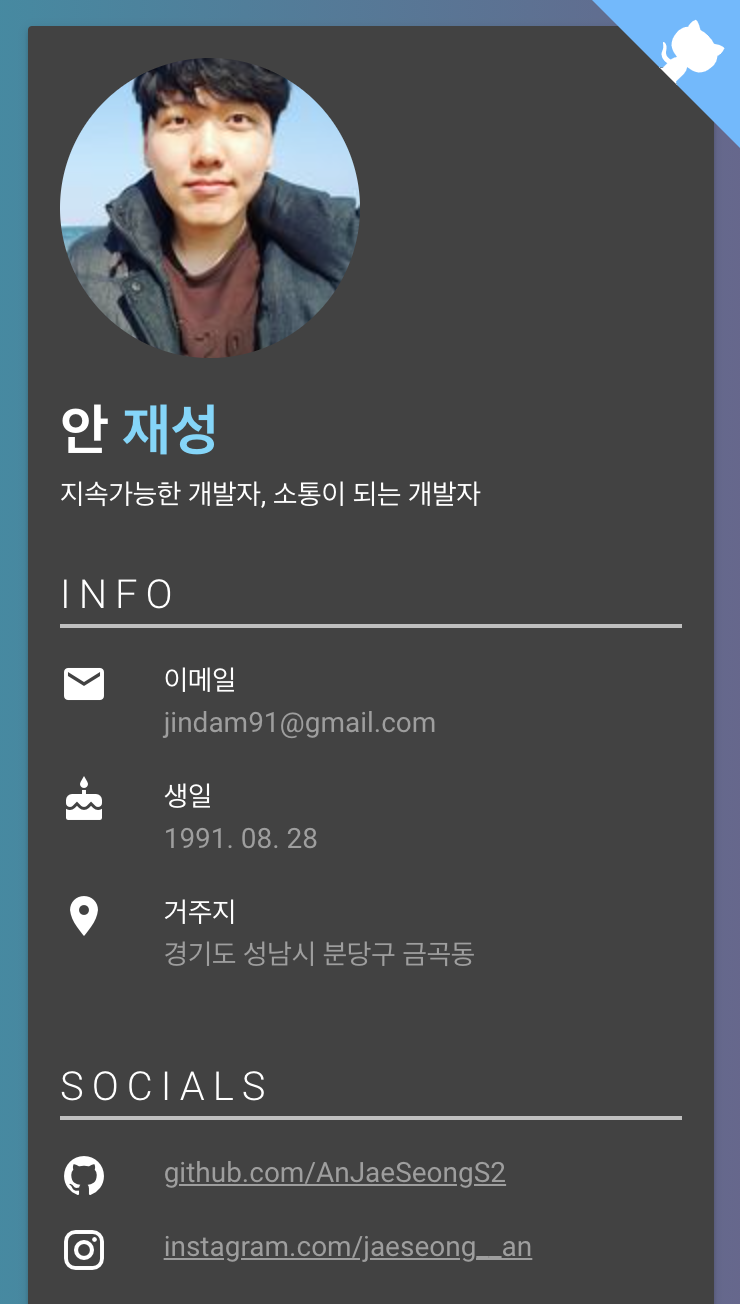 안 재성
지속가능한 개발자, 소통이 되는 개발자
INFO
이메일
jindam91@gmail.com
생일
1991. 08. 28
거주지
경기도 성남시 분당구 금곡동
SOCIALS
github.com/AnJaeSeongS2
instagram.com/jaeseong__an